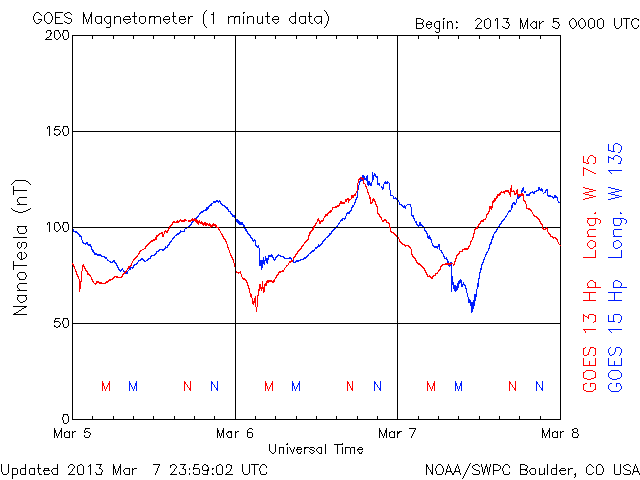 GOES Magnetometer (1 minute data)
Begin: 2013 Mar 5 0000 UTC
200
150
100
50
0
NanoTesla (nT)
M M N N M M N N M M N N
Mar 5 Mar 6 Mar 7 Mar 8
Universal Time
GOES 13 Hp Long. W 75
GOES 15 Hp Long. W 135
Updated 2013 Mar 7 23:59:02 UTC
NOAA/SWPC Boulder, CO USA